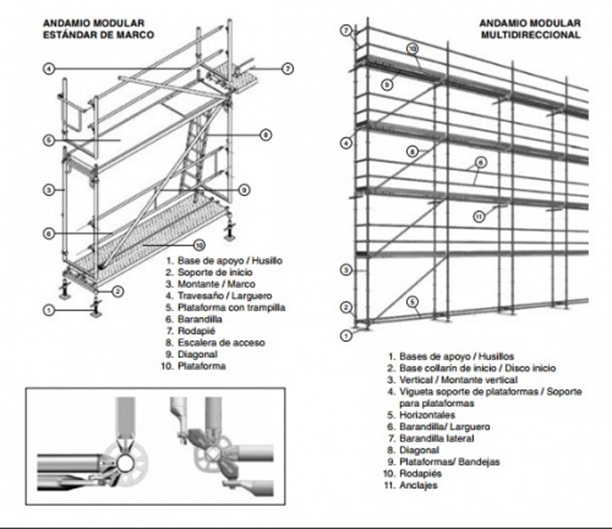 ANDAMIO MODULAR
ESTÁNDAR DE MARCO
4
7
5
8
3
9
6
10
2
1
1. Base de apoyo / Husillo
2. Soporte de inicio
3. Montante / Marco
4. Travesaño / Larguero
5. Plataforma con trampilla
6. Barandilla
7. Rodapié
8 Escalera de acceso
9. Diagonal
10. Plataforma
ANDAMIO MODULAR
MULTIDIRECCIONAL
7
10
9
4
8
6
11
3
2
5
1
1. Bases de apoyo / Husillos
2. Base collarín de inicio / Disco inicio
3. Vertical / Montante vertical
4. Vigueta soporte de plataformas / Soporte
para plataformas
5. Horizontales
6. Barandilla/ Larguero
7. Barandilla lateral
8. Diagonal
9. Plataformas/ Bandejas
10. Rodapiés
11. Anclajes